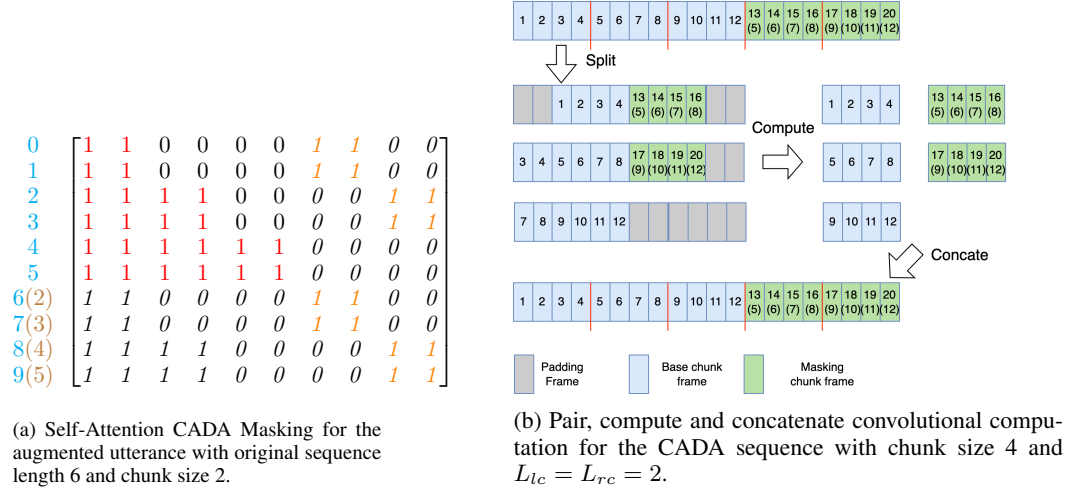 0 1 1 0 0 0 0 1 1 0 0
1 1 1 0 0 0 0 1 1 0 0
2 1 1 1 1 0 0 0 0 1 1
3 1 1 1 1 0 0 0 0 1 1
4 1 1 1 1 1 1 0 0 0 0
5 1 1 1 1 1 1 0 0 0 0
6(2) 1 1 0 0 0 0 1 1 0 0
7(3) 1 1 0 0 0 0 1 1 0 0
8(4) 1 1 1 1 0 0 0 0 1 1
9(5) 1 1 1 1 0 0 0 0 1 1
(a) Self-Attention CADA Masking for the
augmented utterance with original sequence
length 6 and chunk size 2.
1 2 3 4 5 6 7 8 9 10 11 12 13 14 15 16 17 18 19 20
(5) (6) (7) (8) (9) (10) (11) (12)
Split
1 2 3 4 13 14 15 16
(5) (6) (7) (8)
1 2 3 4 13 14 15 16
(5) (6) (7) (8)
Compute
3 4 5 6 7 8 17 18 19 20
(9) (10) (11) (12)
5 6 7 8 17 18 19 20
(9) (10) (11) (12)
7 8 9 10 11 12
9 10 11 12
Concate
1 2 3 4 5 6 7 8 9 10 11 12 13 14 15 16 17 18 19 20
(5) (6) (7) (8) (9) (10) (11) (12)
Padding
Frame
Base chunk
frame
Masking
chunk frame
(b) Pair, compute and concatenate convolutional compu-
tation for the CADA sequence with chunk size 4 and
L_{lc} = L_{rc} = 2.